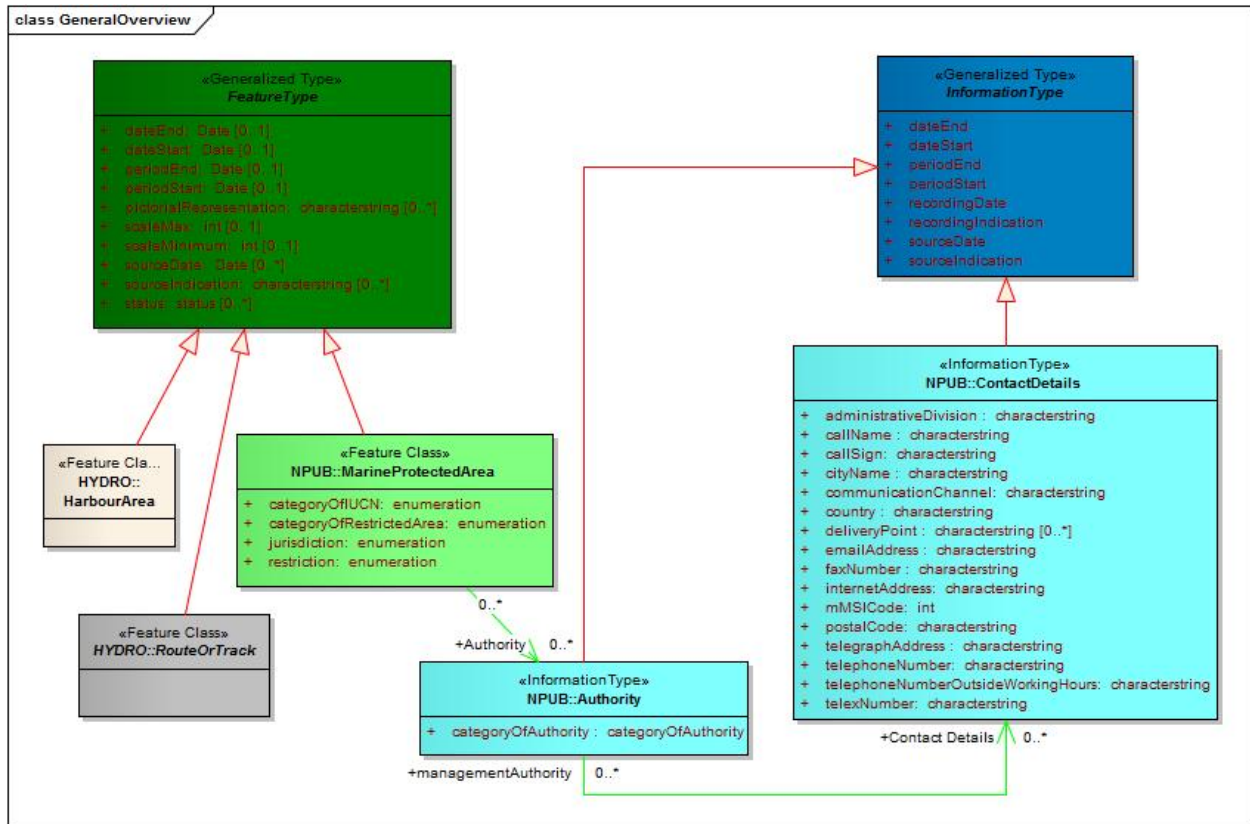 class GeneralOverview
«Generalized Type»
FeatureType
+ dateEnd: Date [0..1]
+ dateStart: Date [0..1]
+ periodEnd: Date [0..1]
+ periodStart: Date [0..1]
+ pictorialRepresentation: characterstring [0..*]
+ scaleMax: int [0..1]
+ scaleMinimum: int [0..1]
+ sourceDate: Date [0..*]
+ sourceIndication: characterstring [0..*]
+ status: status [0..*]
«Generalized Type»
InformationType
+ dateEnd
+ dateStart
+ periodEnd
+ periodStart
+ recordingDate
+ recordingIndication
+ sourceDate
+ sourceIndication
«InformationType»
NPUB::ContactDetails
+ administrativeDivision : characterstring
+ callName : characterstring
+ callSign: characterstring
+ cityName : characterstring
+ communicationChannel: characterstring
+ country : characterstring
+ deliveryPoint : characterstring [0..*]
+ emailAddress : characterstring
+ faxNumber : characterstring
+ internetAddress: characterstring
+ mMSICode: int
+ postalCode: characterstring
+ telegraphAddress : characterstring
+ telephoneNumber: characterstring
+ telephoneNumberOutsideWorkingHours: characterstring
+ telexNumber: characterstring
«Feature Cla...
HYDRO::
HarbourArea
«Feature Class»
NPUB::MarineProtectedArea
+ categoryOfIUCN: enumeration
+ categoryOfRestrictedArea: enumeration
+ jurisdiction: enumeration
+ restriction: enumeration
«Feature Class»
HYDRO::RouteOrTrack
0..*
+Authority 0..*
«InformationType»
NPUB::Authority
+ categoryOfAuthority : categoryOfAuthority
+managementAuthority 0..*
+Contact Details 0..*